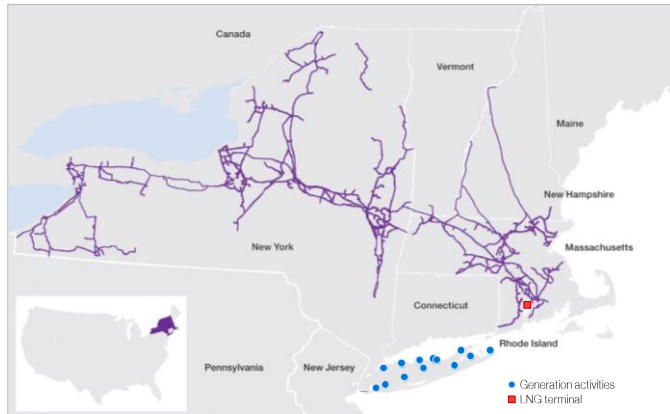 Canada
Vermont
Maine
New Hampshire
Massachusetts
New York
Connecticut
Rhode Island
Pennsylvania
New Jersey
Generation activities
LNG terminal